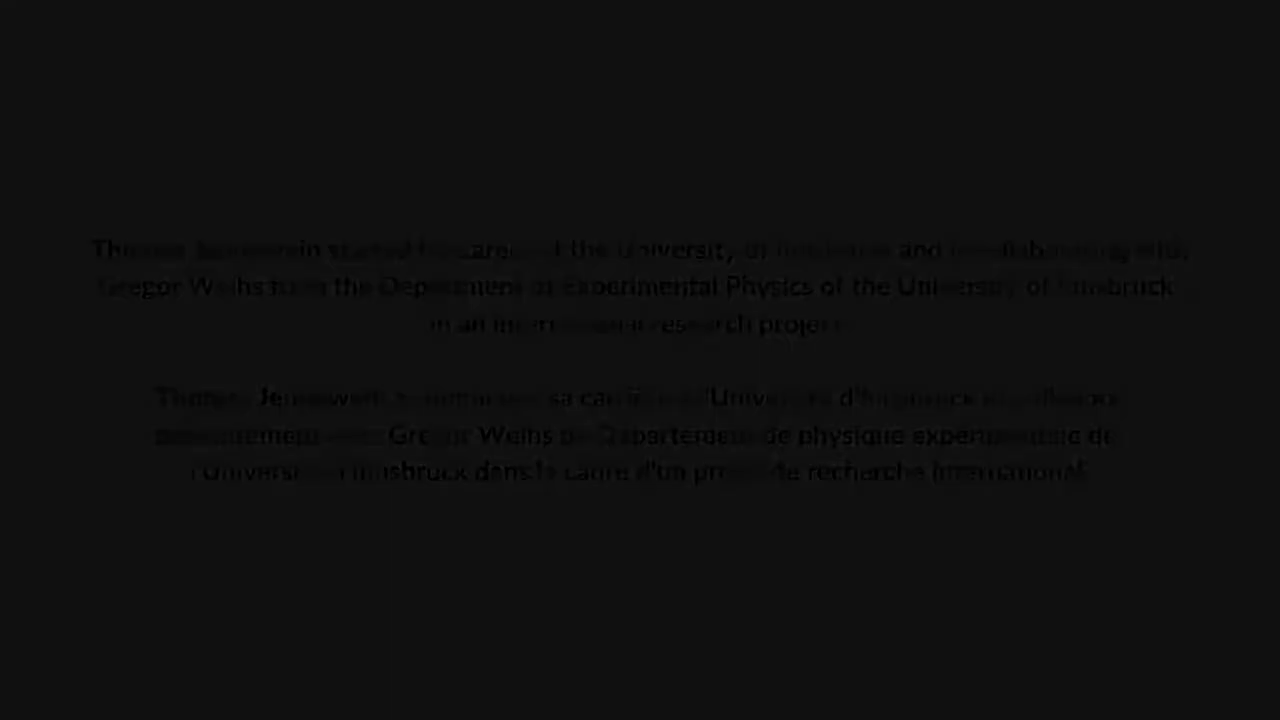 Thomas Jennewein started his career at the University of Innsbruck and is collaborating with
Gregor Weihs from the Department of Experimental Physics of the University of Innsbruck
in an international research project.
Thomas Jennewein a commencé sa carrière à l'Université d'Innsbruck et collabore
avec Gregor Weihs du Département de physique expérimentale de
l'Université d'Innsbruck dans le cadre d'un projet de recherche international.